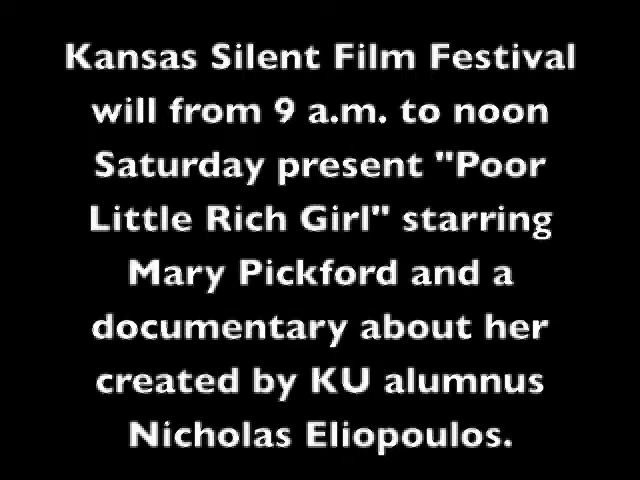 Kansas Silent Film Festival
will from 9 a.m. to noon
Saturday present "Poor
Little Rich Girl" starring
Mary Pickford and a
documentary about her
created by KU alumnus
Nicholas Eliopoulos.